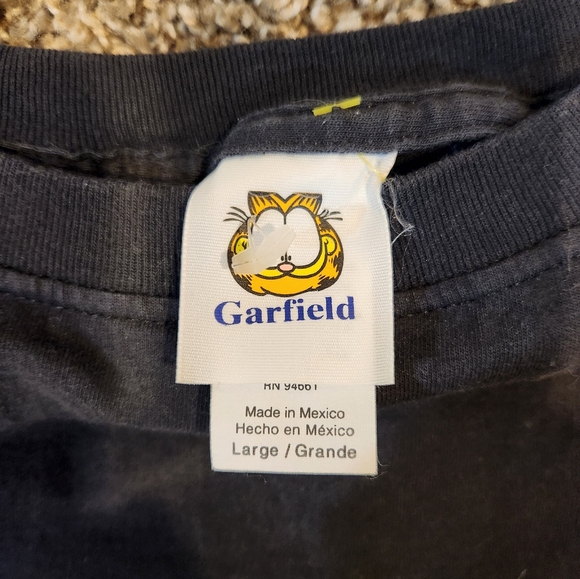 Garfield
RN 94661
Made in Mexico
Hecho en México
Large / Grande